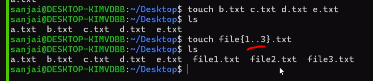 sanjai@DESKTOP-KIMVDBB:~/Desktop$ touch b.txt c.txt d.txt e.txt
sanjai@DESKTOP-KIMVDBB:~/Desktop$ ls
a.txt b.txt c.txt d.txt e.txt
sanjai@DESKTOP-KIMVDBB:~/Desktop$ touch file{1..3}.txt
sanjai@DESKTOP-KIMVDBB:~/Desktop$ ls
a.txt b.txt c.txt d.txt e.txt file1.txt file2.txt file3.txt
sanjai@DESKTOP-KIMVDBB:~/Desktop$